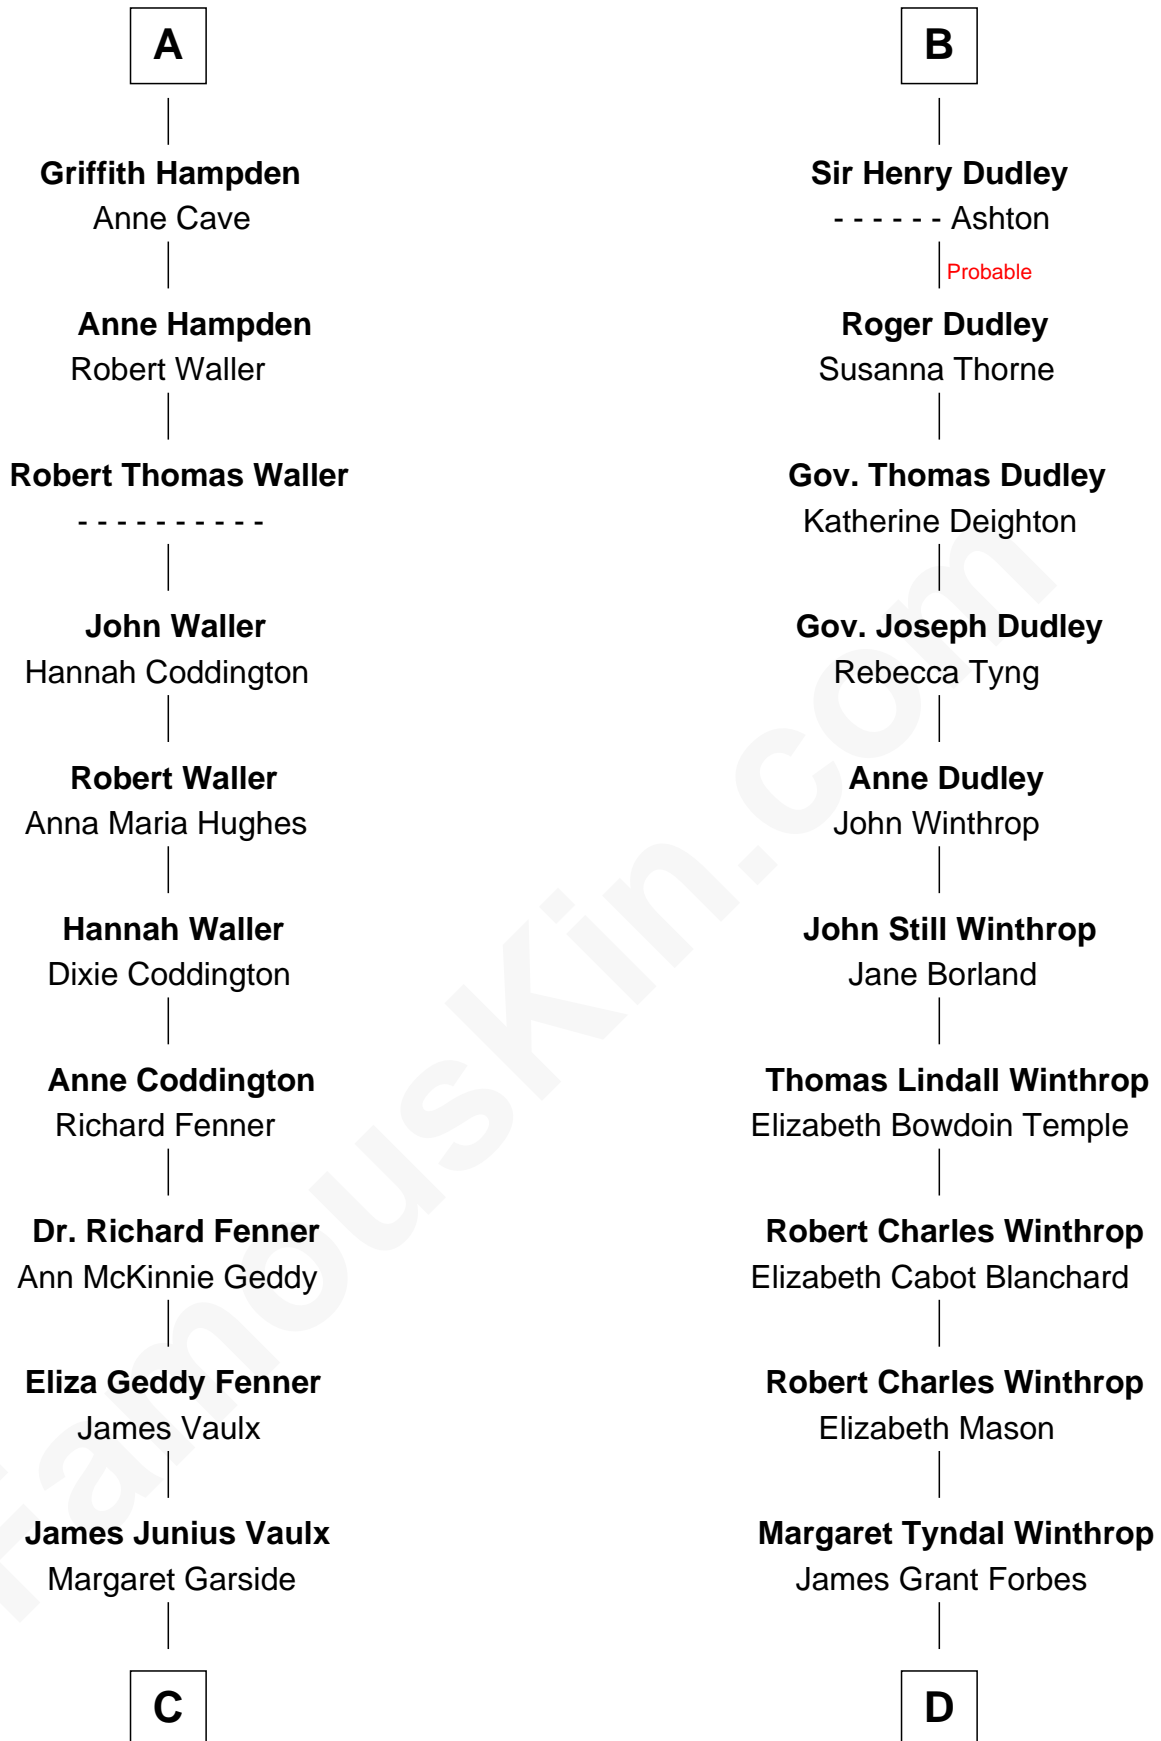 A
Griffith Hampden
Anne Cave
Anne Hampden
Robert Waller
Robert Thomas Waller
- - - - - - - - - -
John Waller
Hannah Coddington
Robert Waller
Anna Maria Hughes
Hannah Waller
Dixie Coddington
Anne Coddington
Richard Fenner
Dr. Richard Fenner
Ann McKinnie Geddy
Eliza Geddy Fenner
James Vaulx
James Junius Vaulx
Margaret Garside
C
B
Sir Henry Dudley
- - - - - - Ashton
Probable
Roger Dudley
Susanna Thorne
Gov. Thomas Dudley
Katherine Deighton
Gov. Joseph Dudley
Rebecca Tyng
Anne Dudley
John Winthrop
John Still Winthrop
Jane Borland
Thomas Lindall Winthrop
Elizabeth Bowdoin Temple
Robert Charles Winthrop
Elizabeth Cabot Blanchard
Robert Charles Winthrop
Elizabeth Mason
Margaret Tyndal Winthrop
James Grant Forbes
D
FamousKin.com